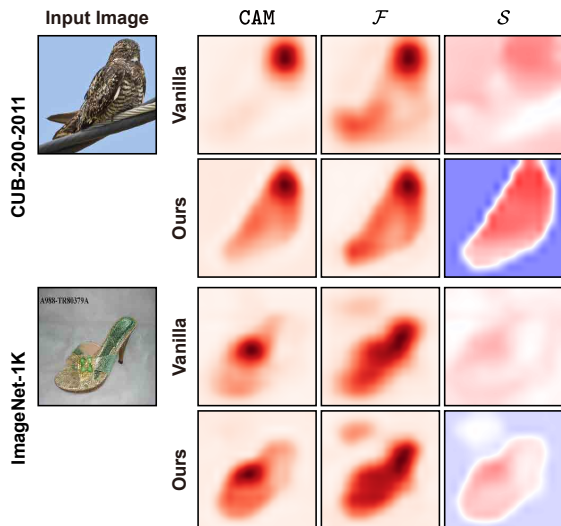 Input Image CAM ℱ 𝒮
CUB-200-2011
Vanilla
Ours
ImageNet-1K
A988-TR80379A
Vanilla
Ours